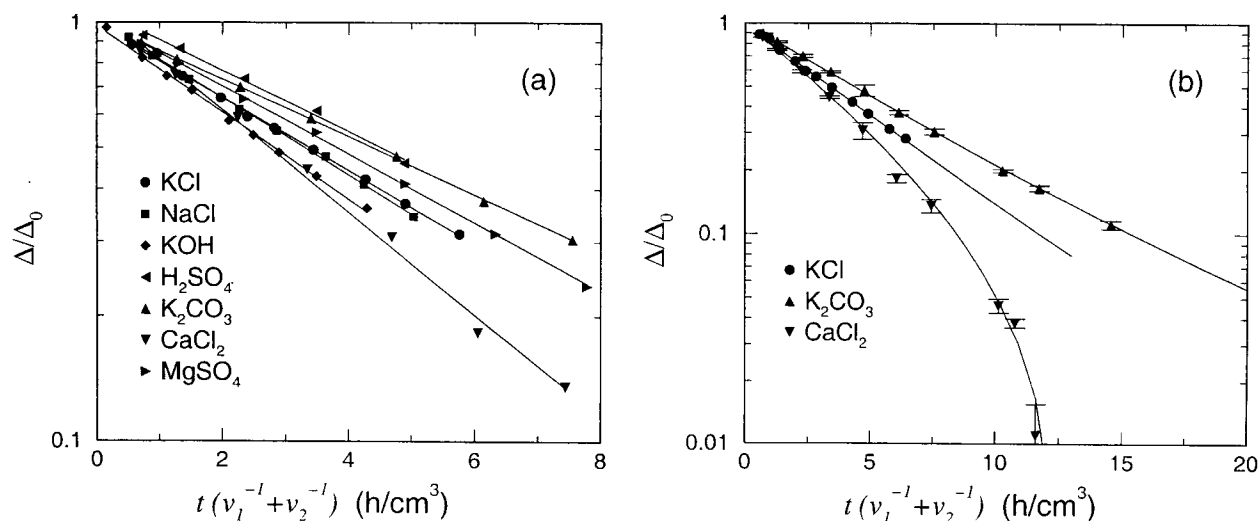 1
0.1
Δ/Δ₀
(a)
KCl
NaCl
KOH
H₂SO₄
K₂CO₃
CaCl₂
MgSO₄
0 2 4 6 8
t (v₁⁻¹+v₂⁻¹) (h/cm³)
1
0.1
0.01
Δ/Δ₀
(b)
KCl
K₂CO₃
CaCl₂
0 5 10 15 20
t (v₁⁻¹+v₂⁻¹) (h/cm³)